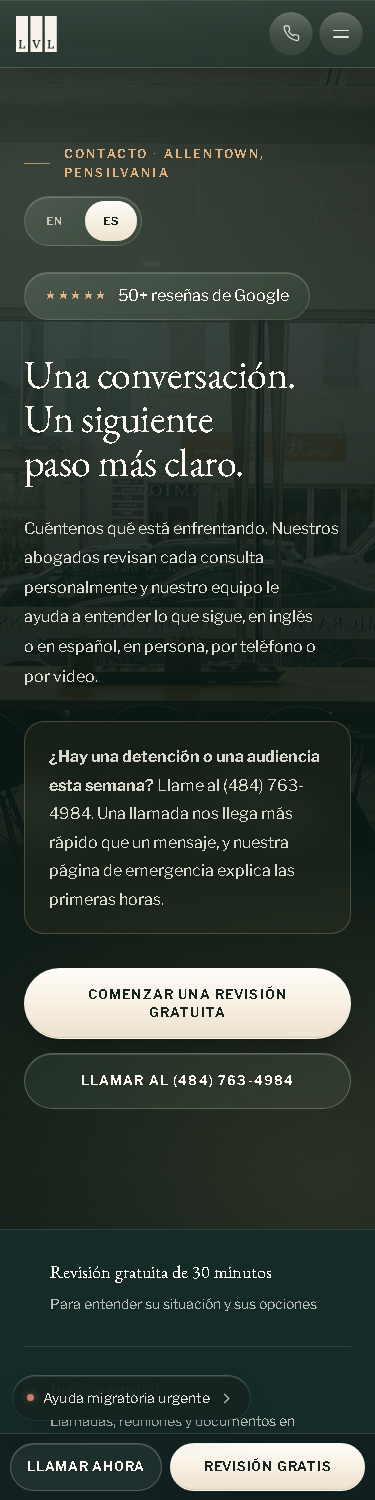 LVL
CONTACTO · ALLENTOWN,
PENSILVANIA
EN ES
★★★★★ 50+ reseñas de Google
Una conversación.
Un siguiente
paso más claro.
Cuéntenos qué está enfrentando. Nuestros
abogados revisan cada consulta
personalmente y nuestro equipo le
ayuda a entender lo que sigue, en inglés
o en español, en persona, por teléfono o
por video.
¿Hay una detención o una audiencia
esta semana? Llame al (484) 763-
4984. Una llamada nos llega más
rápido que un mensaje, y nuestra
página de emergencia explica las
primeras horas.
COMENZAR UNA REVISIÓN
GRATUITA
LLAMAR AL (484) 763-4984
Revisión gratuita de 30 minutos
Para entender su situación y sus opciones
Ayuda migratoria urgente
Llamadas, reuniones y documentos en
LLAMAR AHORA
REVISIÓN GRATIS